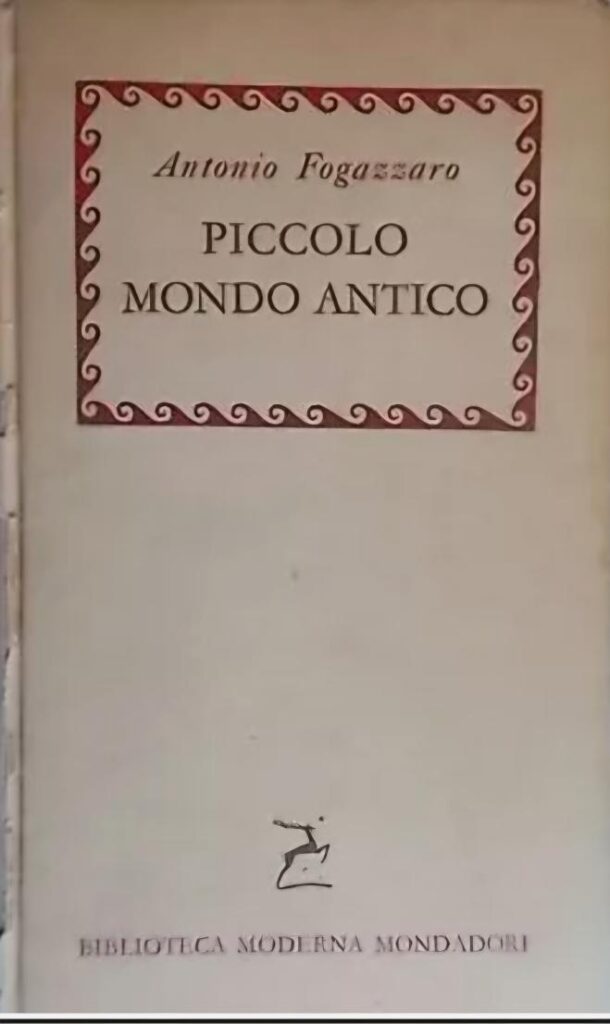 Antonio Fogazzaro
PICCOLO
MONDO ANTICO
BIBLIOTECA MODERNA MONDADORI